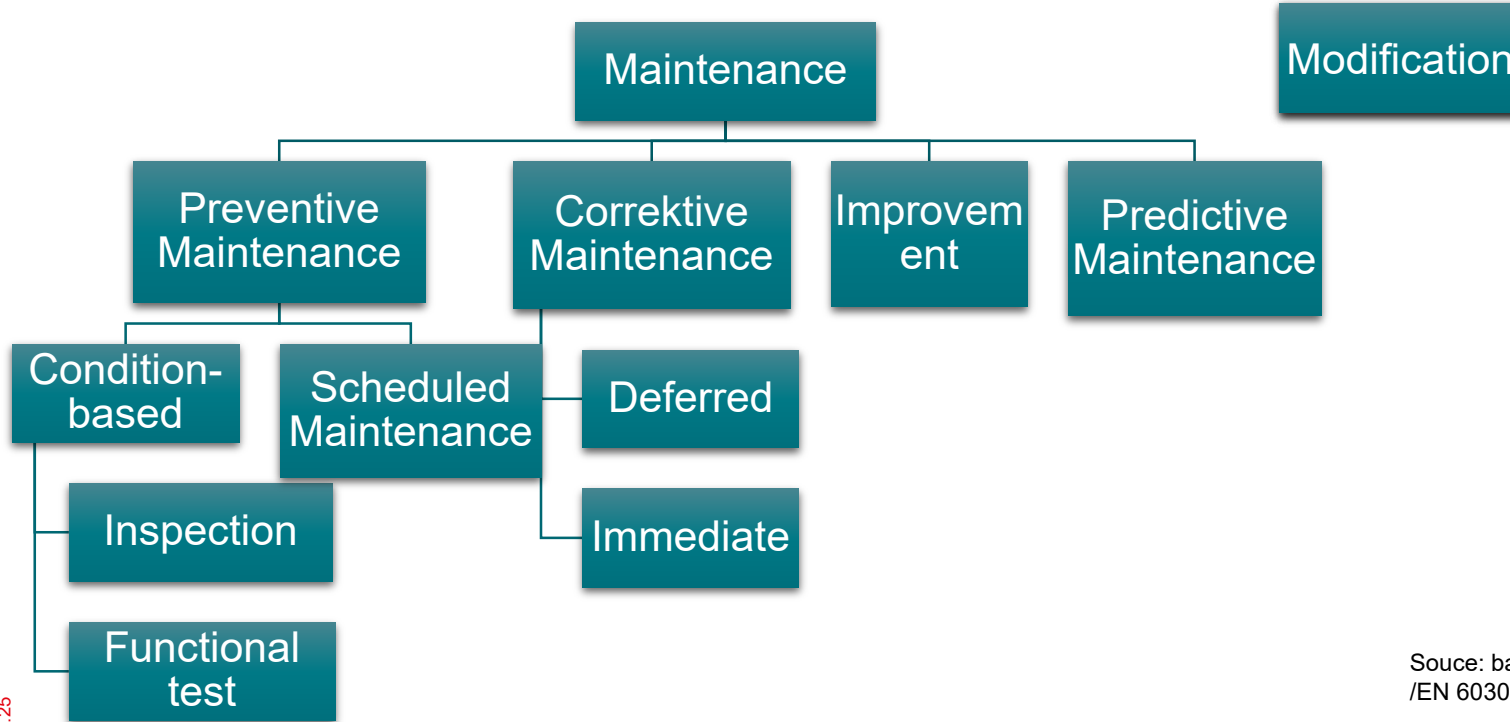 Maintenance
Modification
Preventive
Maintenance
Correktive
Maintenance
Improvem
ent
Predictive
Maintenance
Condition-
based
Scheduled
Maintenance
Deferred
Inspection
Immediate
Functional
test
Souce: ba
/EN 6030
.25